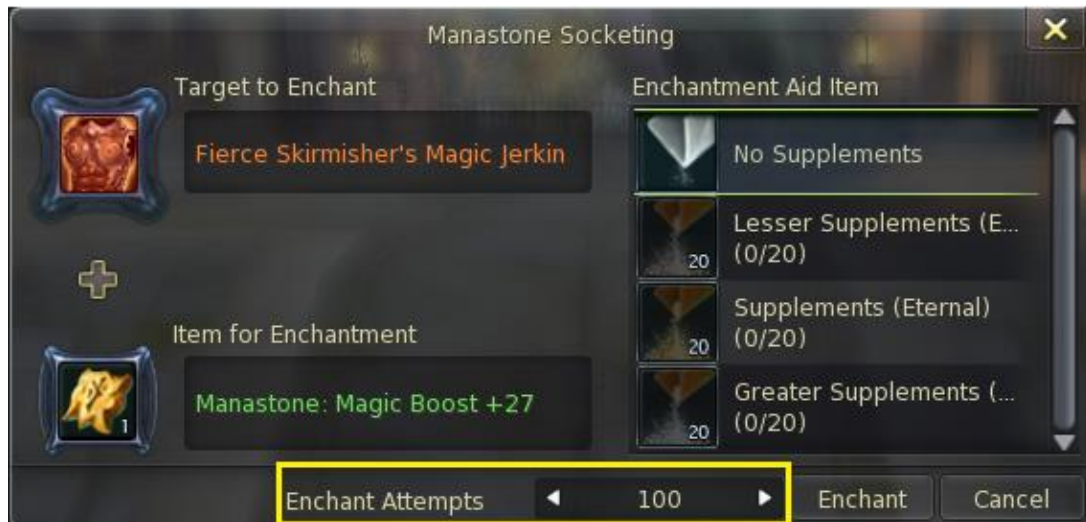 Manastone Socketing
Target to Enchant
Fierce Skirmisher's Magic Jerkin
Item for Enchantment
1
Manastone: Magic Boost +27
Enchantment Aid Item
No Supplements
Lesser Supplements (E...
(0/20)
20
Supplements (Eternal)
(0/20)
20
Greater Supplements (...
(0/20)
20
Enchant Attempts
100
Enchant
Cancel